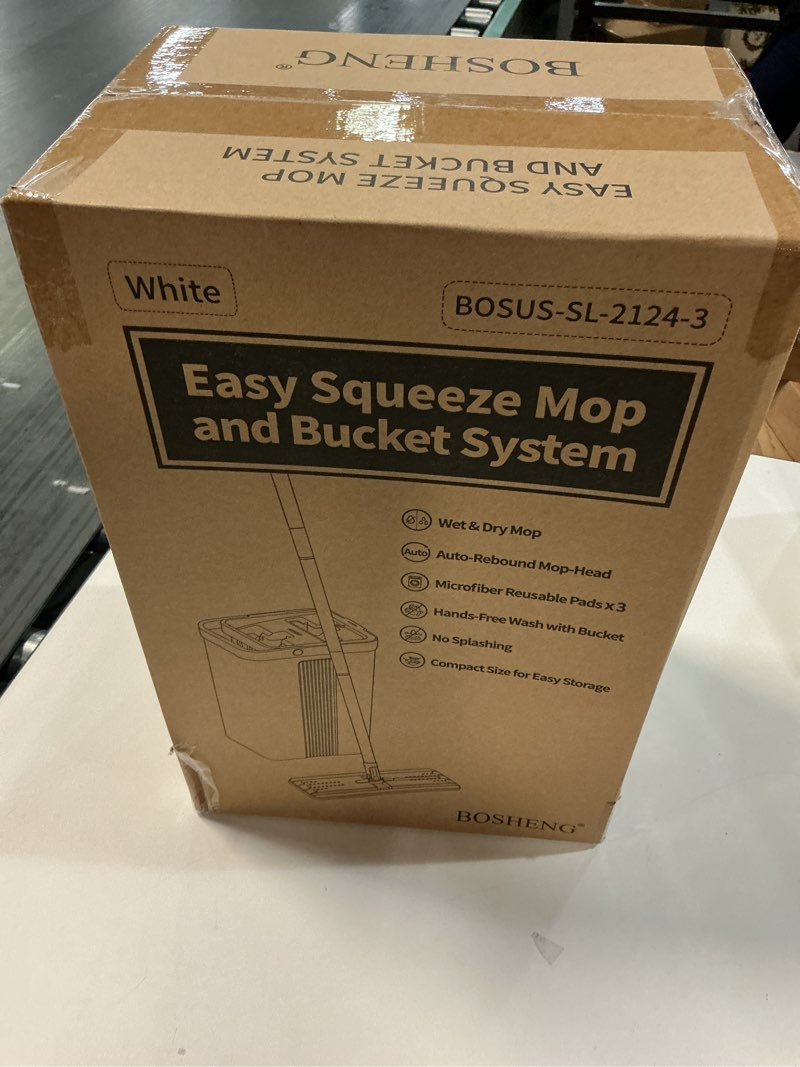 BOSHENG®
EASY SQUEEZE MOP
AND BUCKET SYSTEM
White
BOSUS-SL-2124-3
Easy Squeeze Mop
and Bucket System
Wet & Dry Mop
Auto Auto-Rebound Mop-Head
Microfiber Reusable Pads x 3
Hands-Free Wash with Bucket
No Splashing
Compact Size for Easy Storage
BOSHENG®